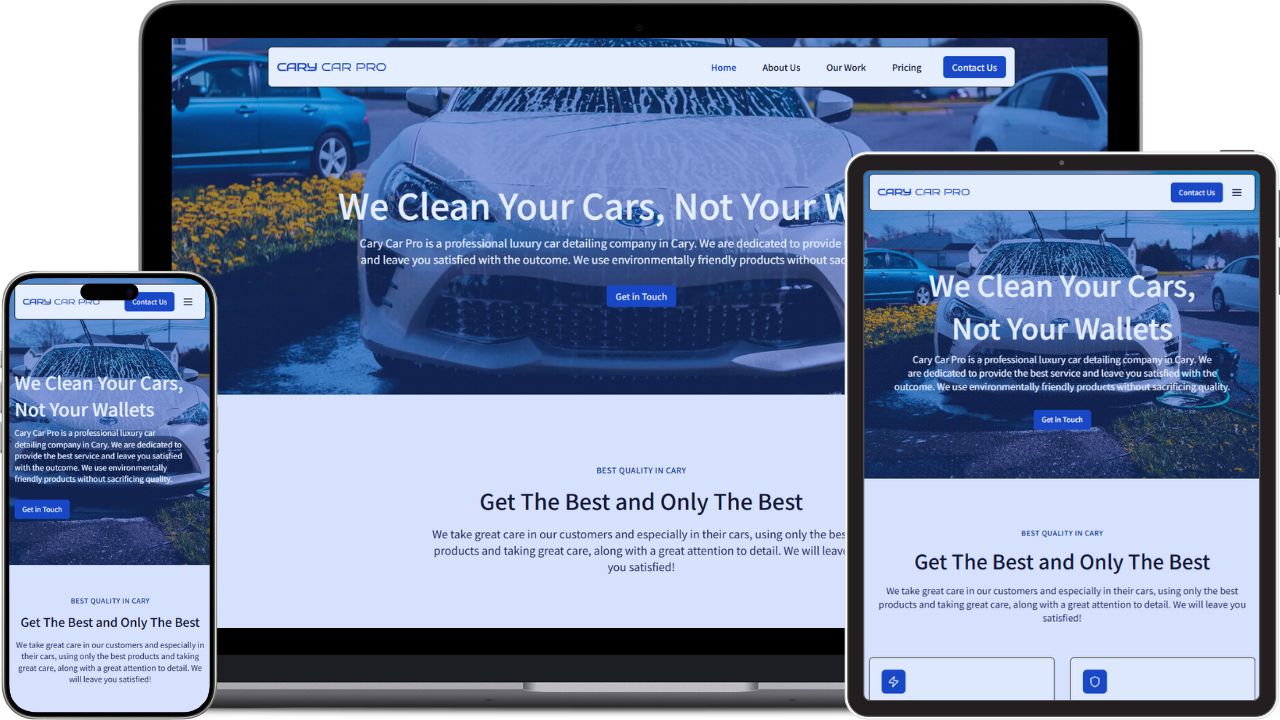 CARY CAR PRO
Home
About Us
Our Work
Pricing
Contact Us
We Clean Your Cars, Not Your W
Cary Car Pro is a professional luxury car detailing company in Cary. We are dedicated to provide
and leave you satisfied with the outcome. We use environmentally friendly products without sac
Get in Touch
BEST QUALITY IN CARY
Get The Best and Only The Best
We take great care in our customers and especially in their cars, using only the bes
products and taking great care, along with a great attention to detail. We will leav
you satisfied!
CARY CAR PRO
Contact Us
We Clean Your Cars,
Not Your Wallets
Cary Car Pro is a professional luxury car detailing company in Cary. We
are dedicated to provide the best service and leave you satisfied with the
outcome. We use environmentally friendly products without sacrificing quality.
Get in Touch
BEST QUALITY IN CARY
Get The Best and Only The Best
We take great care in our customers and especially in their cars, using only the best
products and taking great care, along with a great attention to detail. We will leave you
satisfied!
CARY CAR PRO
Contact Us
We Clean Your Cars,
Not Your Wallets
Cary Car Pro is a professional luxury car
detailing company in Cary. We are dedicated to
provide the best service and leave you satisfied
with the outcome. We use environmentally
friendly products without sacrificing quality.
Get in Touch
BEST QUALITY IN CARY
Get The Best and Only The Best
We take great care in our customers and especially in
their cars, using only the best products and taking
great care, along with a great attention to detail. We
will leave you satisfied!